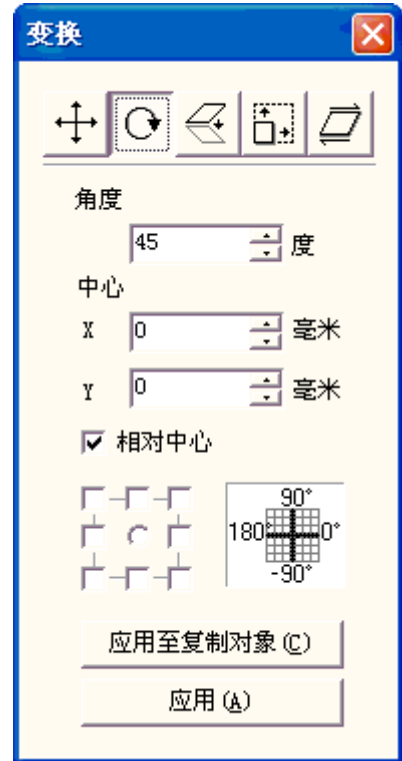 变换
角度
45 度
中心
X 0 毫米
Y 0 毫米
相对中心
90°
180° 0°
-90°
应用至复制对象(C)
应用(A)